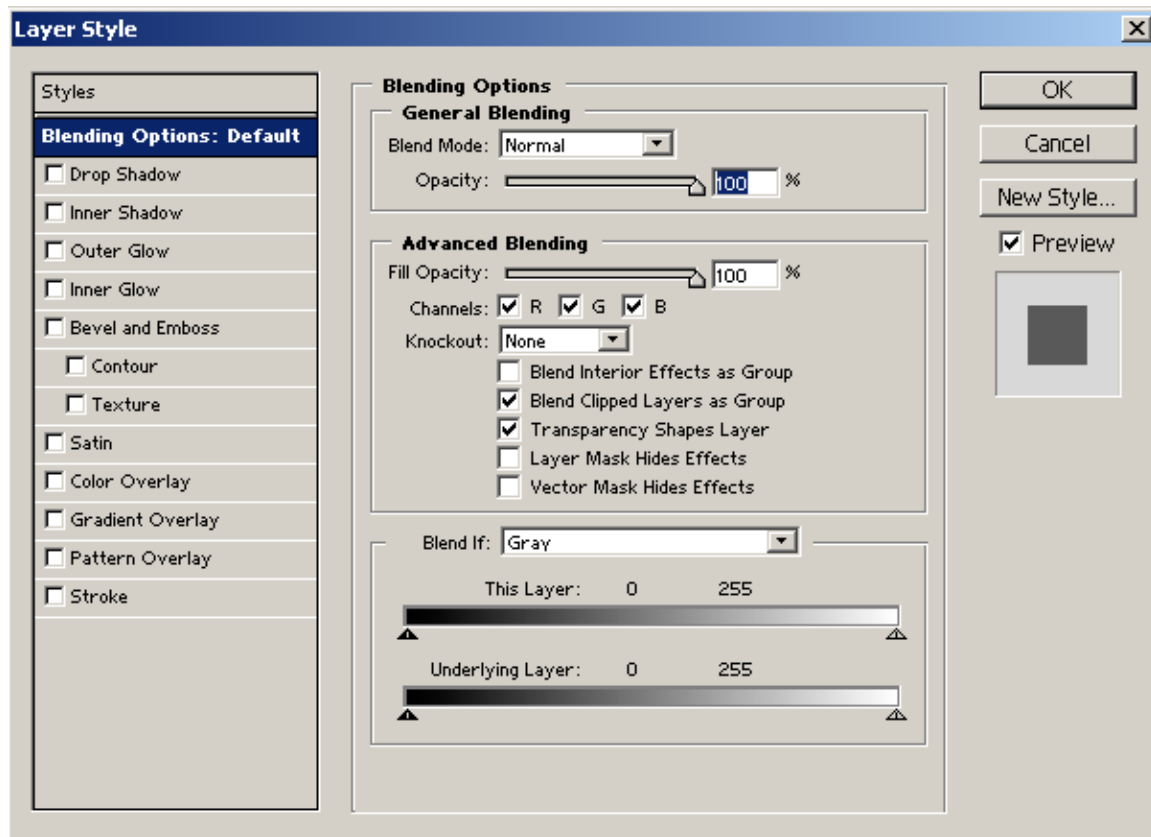 Layer Style
Styles
Blending Options: Default
Drop Shadow
Inner Shadow
Outer Glow
Inner Glow
Bevel and Emboss
Contour
Texture
Satin
Color Overlay
Gradient Overlay
Pattern Overlay
Stroke
Blending Options
General Blending
Blend Mode: Normal
Opacity: 100 %
Advanced Blending
Fill Opacity: 100 %
Channels: R G B
Knockout: None
Blend Interior Effects as Group
Blend Clipped Layers as Group
Transparency Shapes Layer
Layer Mask Hides Effects
Vector Mask Hides Effects
Blend If: Gray
This Layer: 0 255
Underlying Layer: 0 255
OK
Cancel
New Style...
Preview